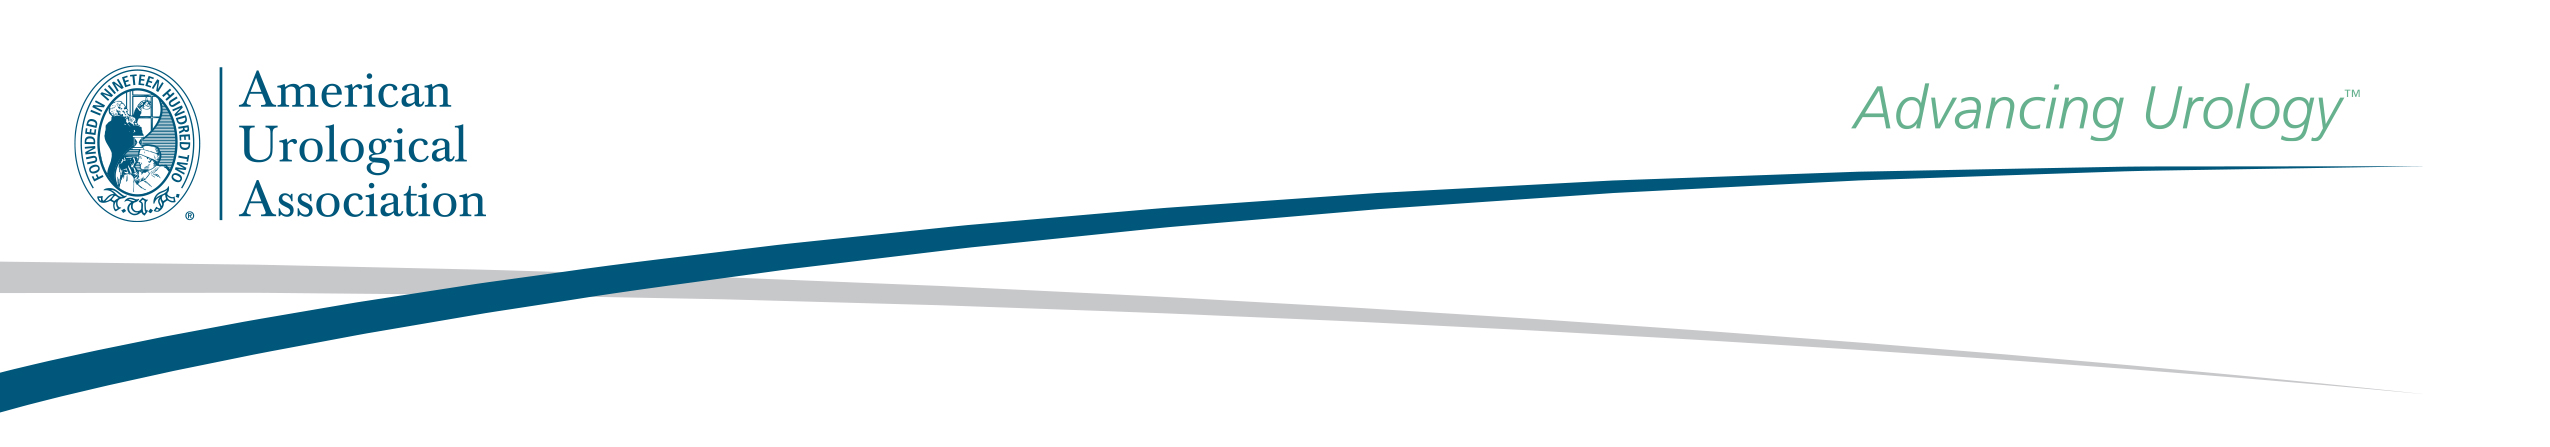 FOUNDED IN NINETEEN HUNDRED TWO
A.U.A.
®
American
Urological
Association
Advancing Urology™